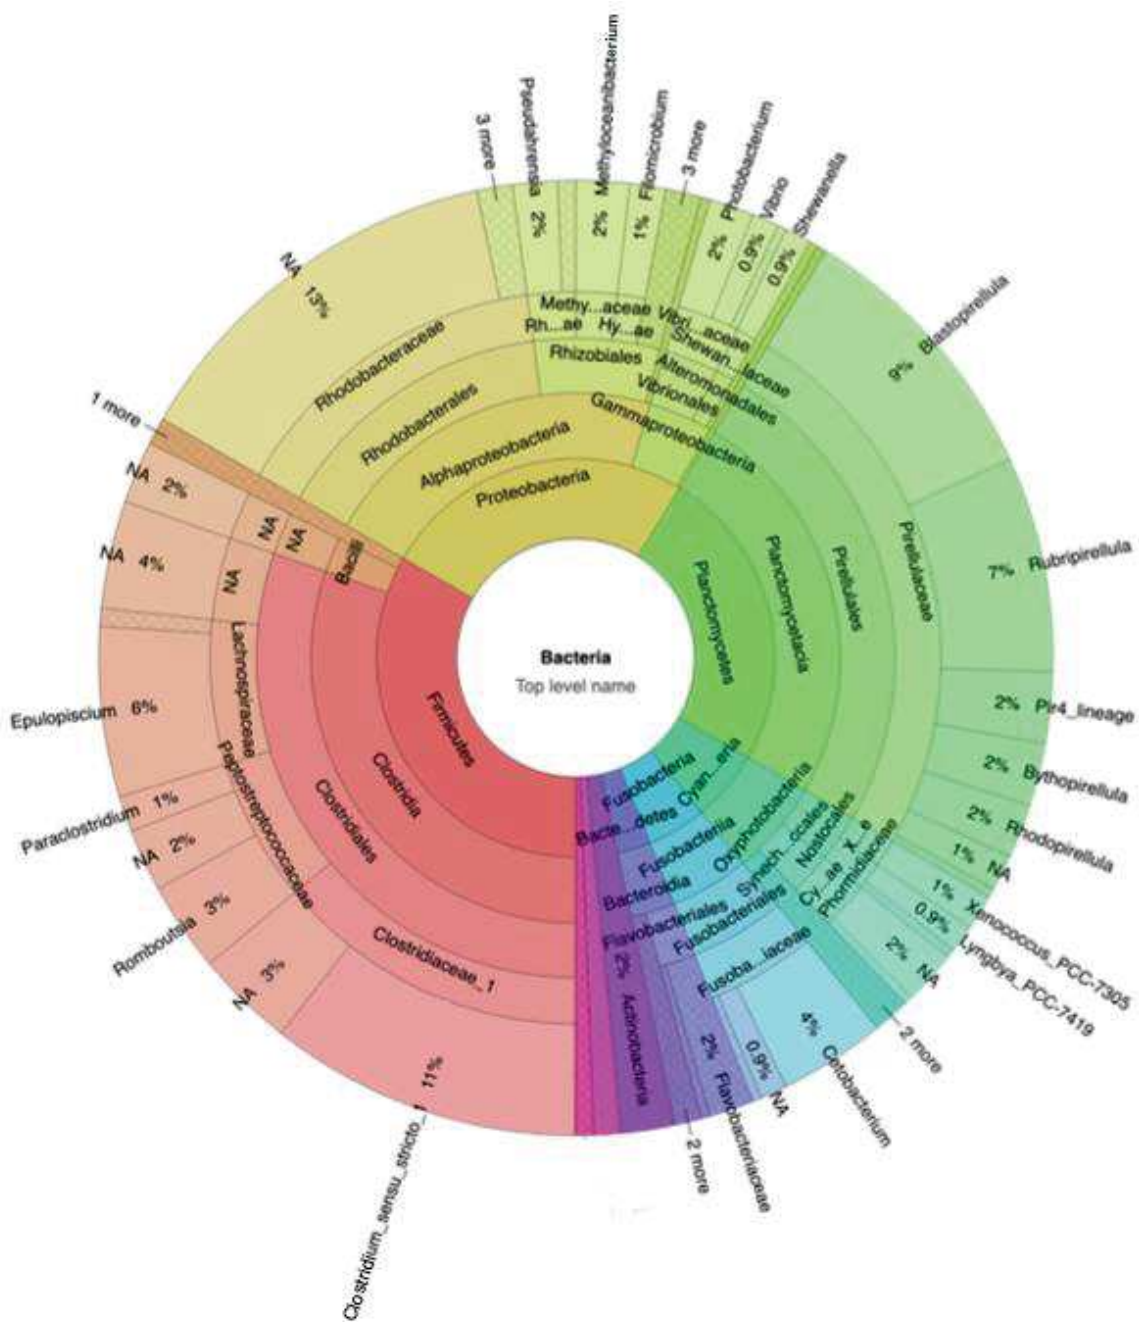 Bacteria
Top level name
Firmicutes
Proteobacteria
Planctomycetes
Cyan...eria
Fusobacteria
Bacte...detes
Clostridia
Bacilli
Alphaproteobacteria
Gammaproteobacteria
Planctomycetacia
Oxyphotobacteria
Fusobacteriia
Bacteroidia
Clostridiales
NA
Rhodobacterales
Rhizobiales
Vibrionales
Alteromonadales
Pirellulales
Nostocales
Synech...ccales
Fusobacteriales
Flavobacteriales
Clostridiaceae_1
Peptostreptococcaceae
Lachnospiraceae
NA
NA
Rhodobacteraceae
Rh...ae
Hy...ae
Methy...aceae
Vibri...aceae
Shewan...laceae
Pirellulaceae
X...e
Phormidiaceae
Cy...ae
Fusoba...iaceae
3 more
Pseudahrensia 2%
Methyloceanibacterium 2%
Filomicrobium 1%
3 more
Photobacterium 2%
Vibrio 0.9%
Shewanella 0.9%
Blastopirellula 9%
7% Rubripirellula
2% Pir4_lineage
2% Bythopirellula
2% Rhodopirellula
1% NA
1% Xenococcus_PCC-7305
0.9% Lyngbya_PCC-7419
2% NA
2 more
4% Cetobacterium
0.9% NA
2% Flavobacteriaceae
2 more
2% Actinobacteria
Clostridium_sensu_stricto_1 11%
NA 3%
Romboutsia 3%
NA 2%
Paraclostridium 1%
Epulopiscium 6%
NA 4%
NA 2%
1 more
NA 13%